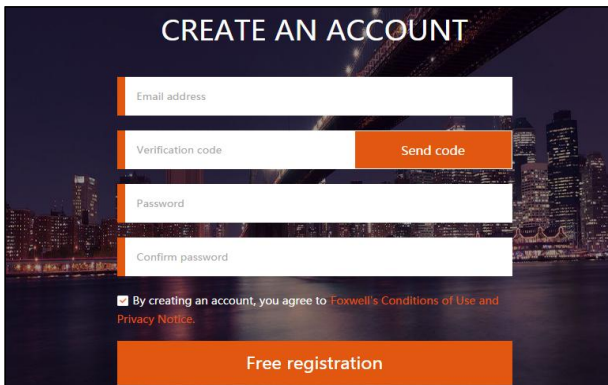 CREATE AN ACCOUNT
Email address
Verification code
Send code
Password
Confirm password
By creating an account, you agree to Foxwell's Conditions of Use and
Privacy Notice.
Free registration